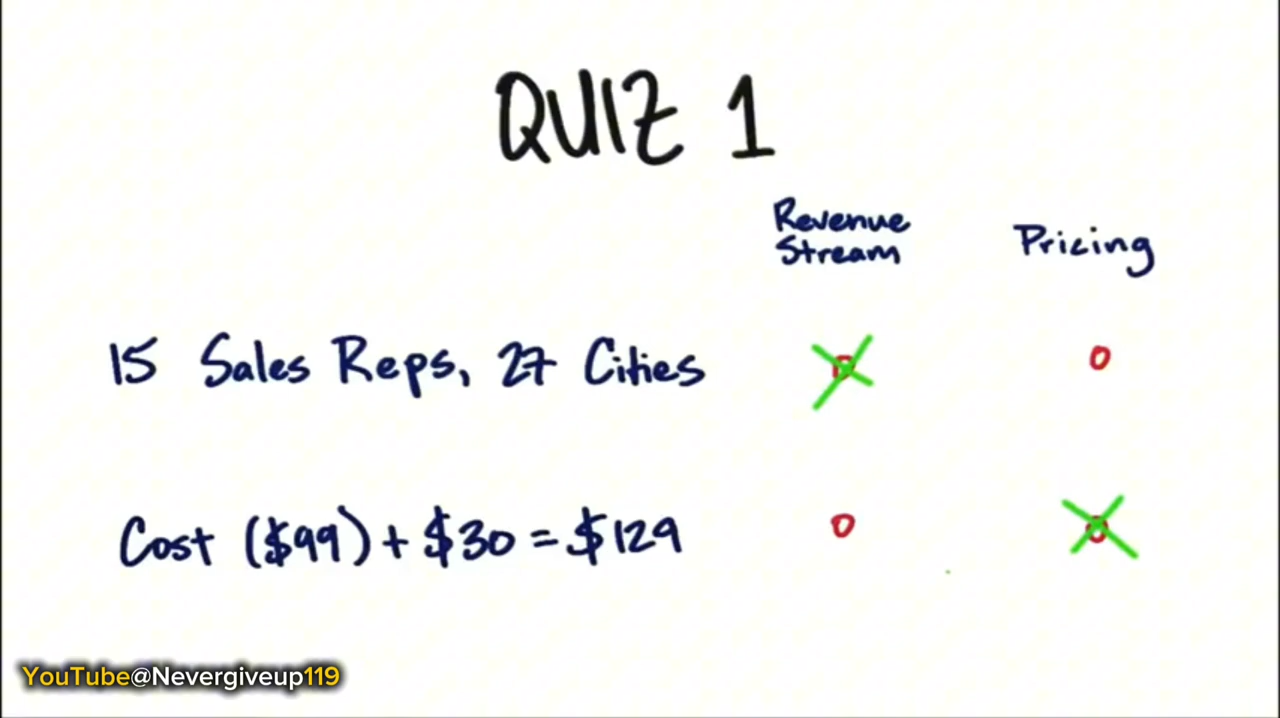 QUIZ 1
Revenue
Stream
Pricing
15 Sales Reps, 27 Cities
Cost ($99) + $30 = $129
YouTube@Nevergiveup119